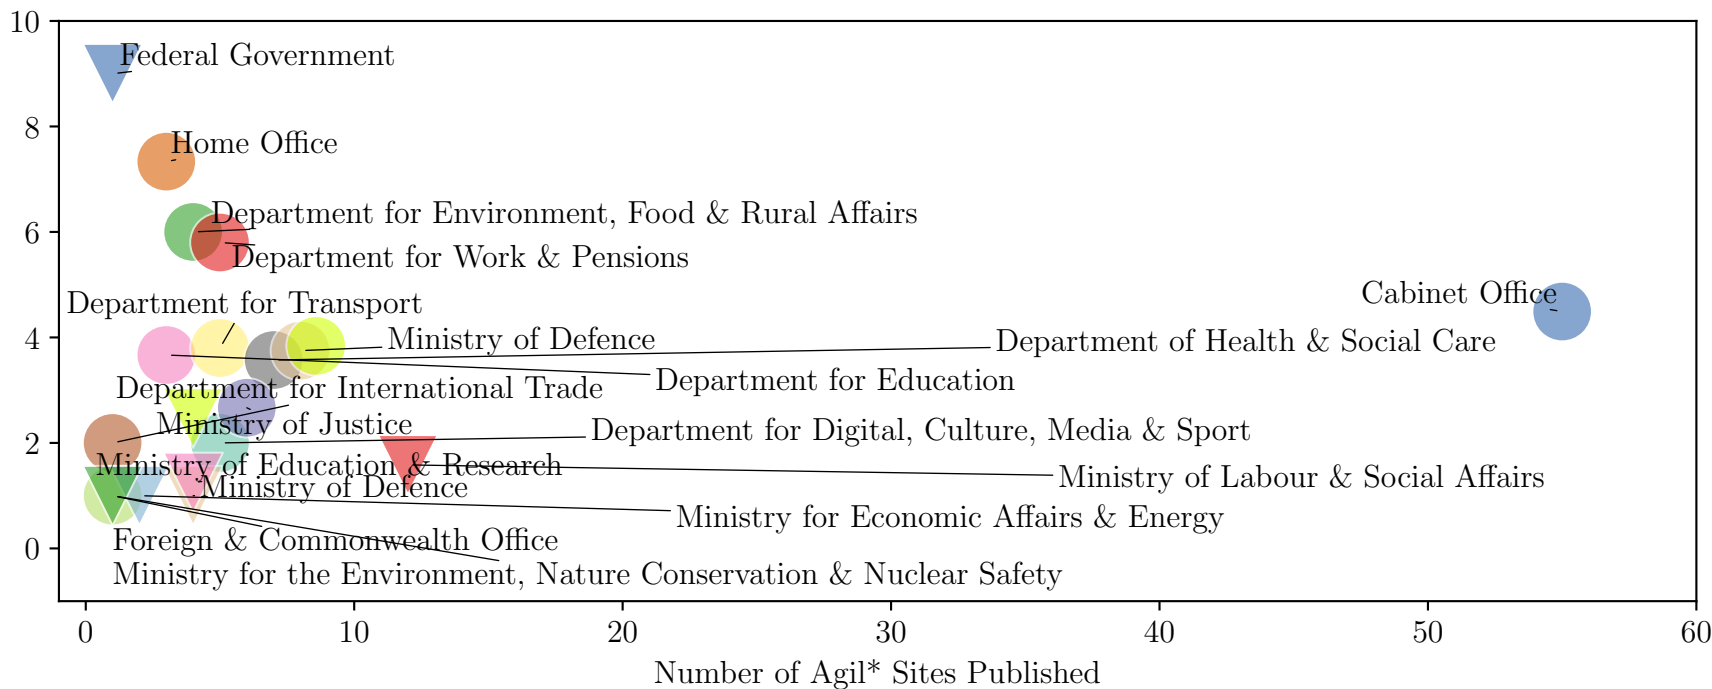 10
Federal Government
8
Home Office
Department for Environment, Food & Rural Affairs
6
Department for Work & Pensions
Cabinet Office
Department for Transport
4
Ministry of Defence
Department of Health & Social Care
Department for Education
Department for International Trade
Ministry of Justice
Department for Digital, Culture, Media & Sport
2
Ministry of Education & Research
Ministry of Labour & Social Affairs
Ministry of Defence
Ministry for Economic Affairs & Energy
Foreign & Commonwealth Office
0
Ministry for the Environment, Nature Conservation & Nuclear Safety
0 10 20 30 40 50 60
Number of Agil* Sites Published